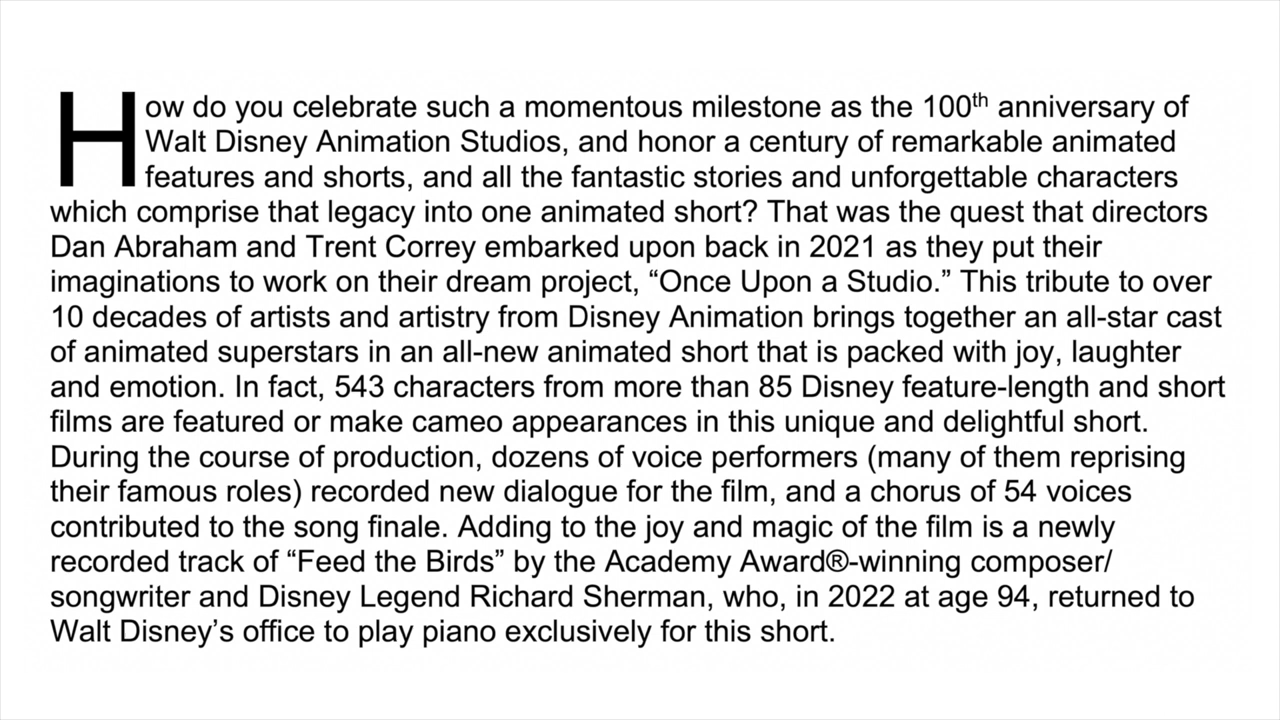 How do you celebrate such a momentous milestone as the 100th anniversary of
Walt Disney Animation Studios, and honor a century of remarkable animated
features and shorts, and all the fantastic stories and unforgettable characters
which comprise that legacy into one animated short? That was the quest that directors
Dan Abraham and Trent Correy embarked upon back in 2021 as they put their
imaginations to work on their dream project, “Once Upon a Studio.” This tribute to over
10 decades of artists and artistry from Disney Animation brings together an all-star cast
of animated superstars in an all-new animated short that is packed with joy, laughter
and emotion. In fact, 543 characters from more than 85 Disney feature-length and short
films are featured or make cameo appearances in this unique and delightful short.
During the course of production, dozens of voice performers (many of them reprising
their famous roles) recorded new dialogue for the film, and a chorus of 54 voices
contributed to the song finale. Adding to the joy and magic of the film is a newly
recorded track of “Feed the Birds” by the Academy Award®-winning composer/
songwriter and Disney Legend Richard Sherman, who, in 2022 at age 94, returned to
Walt Disney’s office to play piano exclusively for this short.